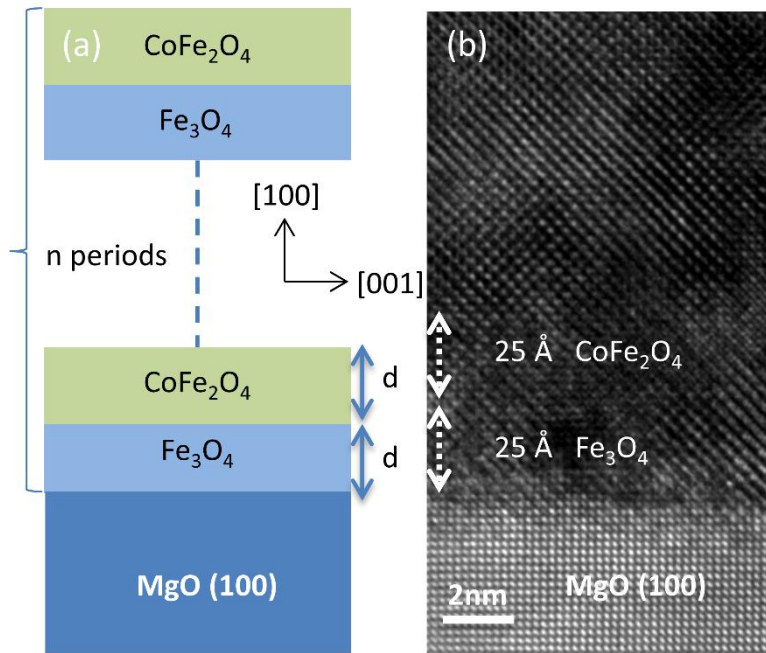 (a)
CoFe₂O₄
Fe₃O₄
[100]
[001]
n periods
CoFe₂O₄
d
Fe₃O₄
d
MgO (100)
(b)
25 Å CoFe₂O₄
25 Å Fe₃O₄
MgO (100)
2nm